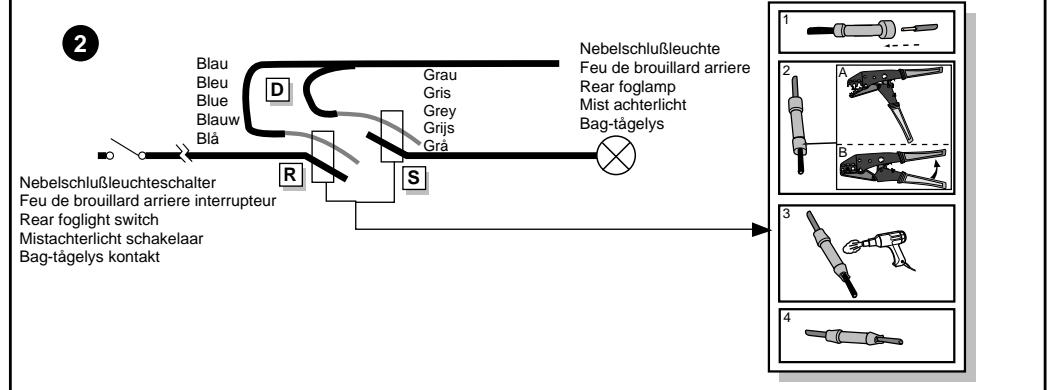 2
Blau
Bleu
Blue
Blauw
Blå
D
Grau
Gris
Grey
Grijs
Grå
Nebelschlußleuchte
Feu de brouillard arriere
Rear foglamp
Mist achterlicht
Bag-tågelys
R
S
Nebelschlußleuchteschalter
Feu de brouillard arriere interrupteur
Rear foglight switch
Mistachterlicht schakelaar
Bag-tågelys kontakt
1
2
A
B
3
4